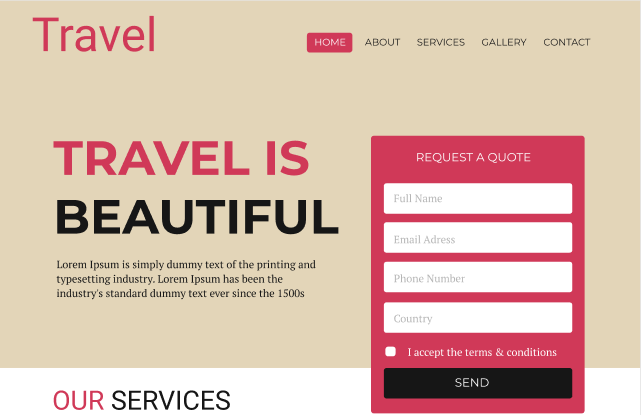 Travel
HOME ABOUT SERVICES GALLERY CONTACT
TRAVEL IS
BEAUTIFUL
Lorem Ipsum is simply dummy text of the printing and
typesetting industry. Lorem Ipsum has been the
industry's standard dummy text ever since the 1500s
REQUEST A QUOTE
Full Name
Email Adress
Phone Number
Country
I accept the terms & conditions
SEND
OUR SERVICES